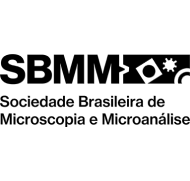 SBMM
Sociedade Brasileira de
Microscopia e Microanálise